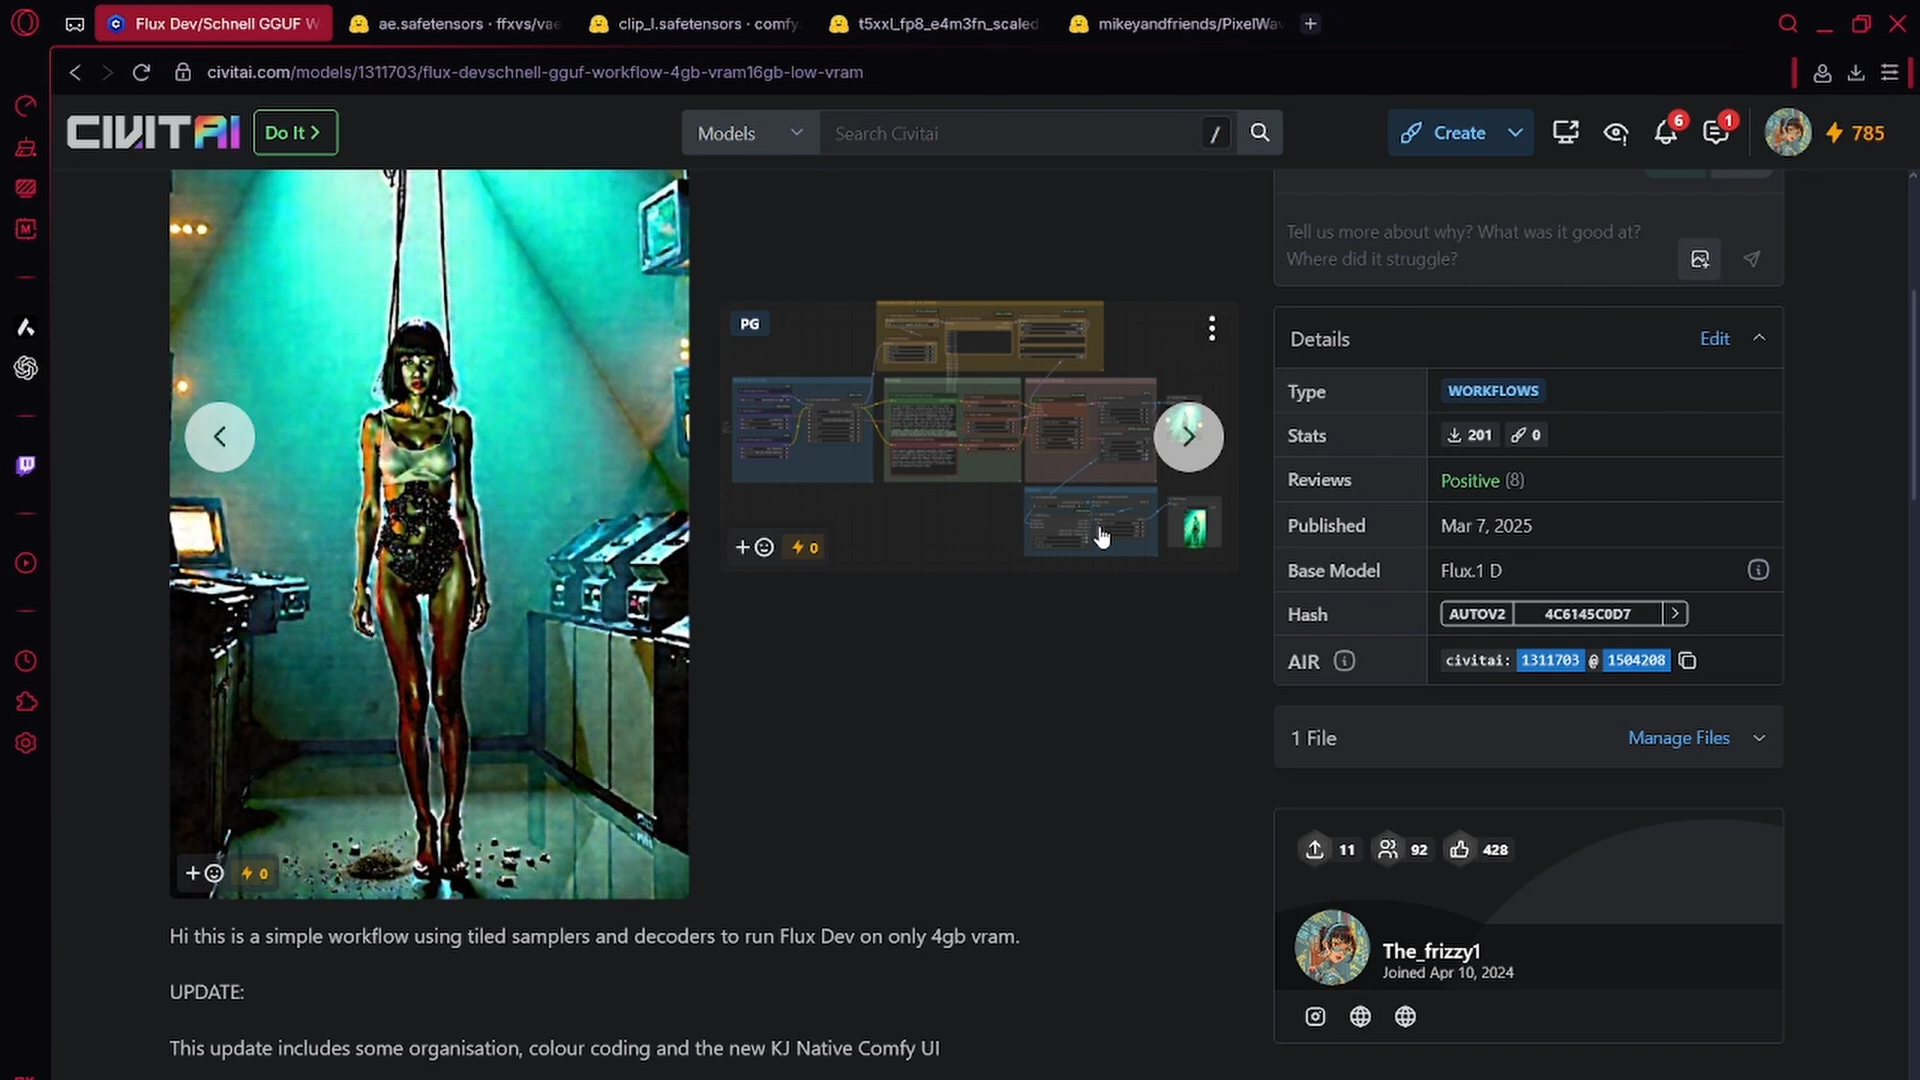 Flux Dev/Schnell GGUF W
ae.safetensors · ffxvs/vae
clip_l.safetensors · comfy
t5xxl_fp8_e4m3fn_scaled
mikeyandfriends/PixelWav
civitai.com/models/1311703/flux-devschnell-gguf-workflow-4gb-vram16gb-low-vram
CIVITAI
Do It
Models
Search Civitai
/
Create
6
1
785
Tell us more about why? What was it good at?
Where did it struggle?
PG
0
0
Details
Edit
Type
WORKFLOWS
Stats
201
0
Reviews
Positive (8)
Published
Mar 7, 2025
Base Model
Flux.1 D
Hash
AUTOV2
4C6145C0D7
AIR
civitai: 1311703 @ 1504208
1 File
Manage Files
11
92
428
The_frizzy1
Joined Apr 10, 2024
Hi this is a simple workflow using tiled samplers and decoders to run Flux Dev on only 4gb vram.
UPDATE:
This update includes some organisation, colour coding and the new KJ Native Comfy UI